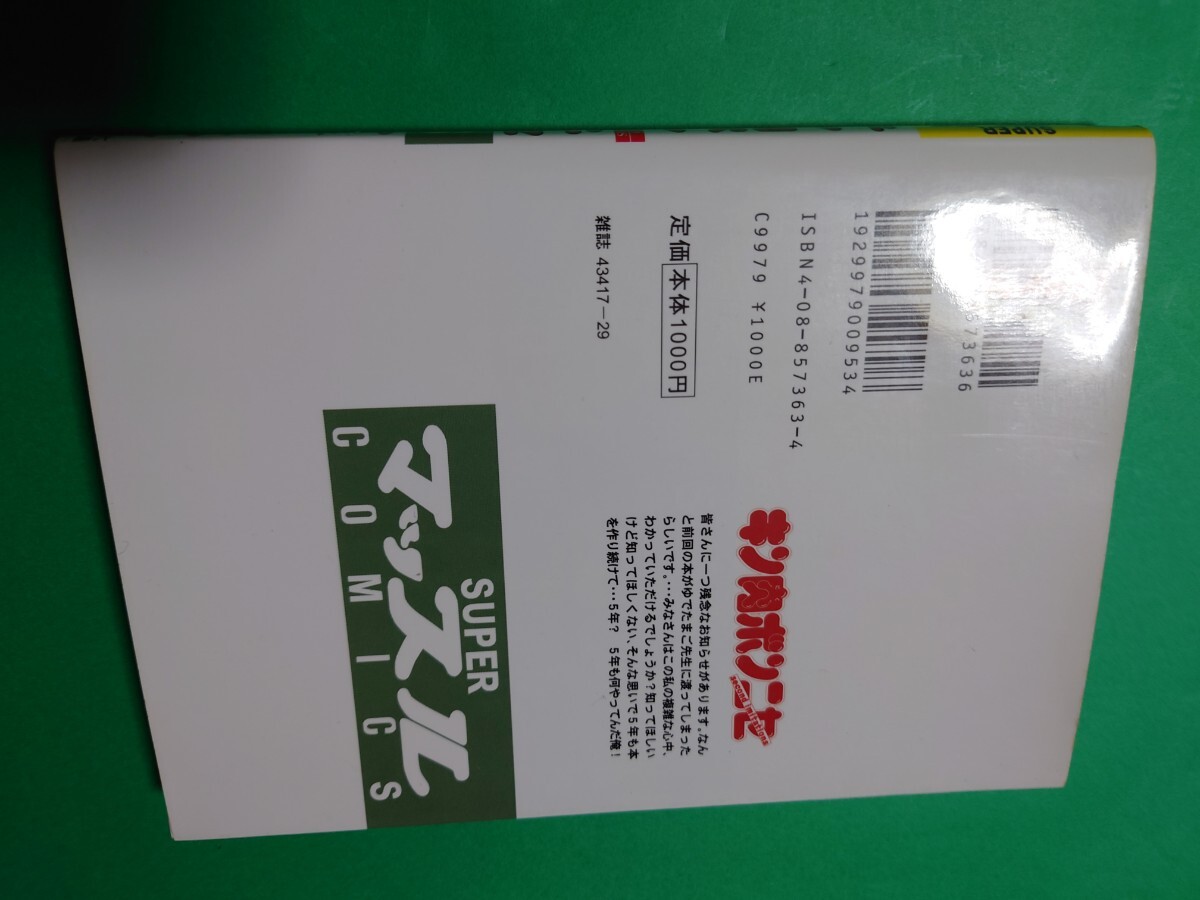 SUPER
573636
1929979009534
ISBN4-08-857363-4
C9979 ¥1000E
定価本体1000円
雑誌 43417-29
キン肉ボンニセ
皆さんに一つ残念なお知らせがあります。なん
と前回の本がゆでたまご先生に渡ってしまった
らしいです。…みなさんはこの私の複雑な心中、
わかっていただけるでしょうか？知ってほしい
けど知ってほしくない、そんな思いで5年も本
を作り続けて…5年？ 5年も何やってんだ俺！
SUPER
マッスル
COMICS